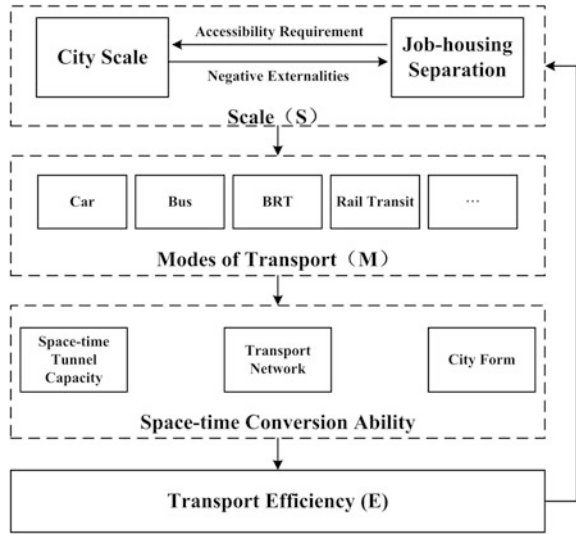 Accessibility Requirement
City Scale
Job-housing
Separation
Negative Externalities
Scale（S）
Car
Bus
BRT
Rail Transit
…
Modes of Transport（M）
Space-time
Tunnel
Capacity
Transport
Network
City Form
Space-time Conversion Ability
Transport Efficiency (E)